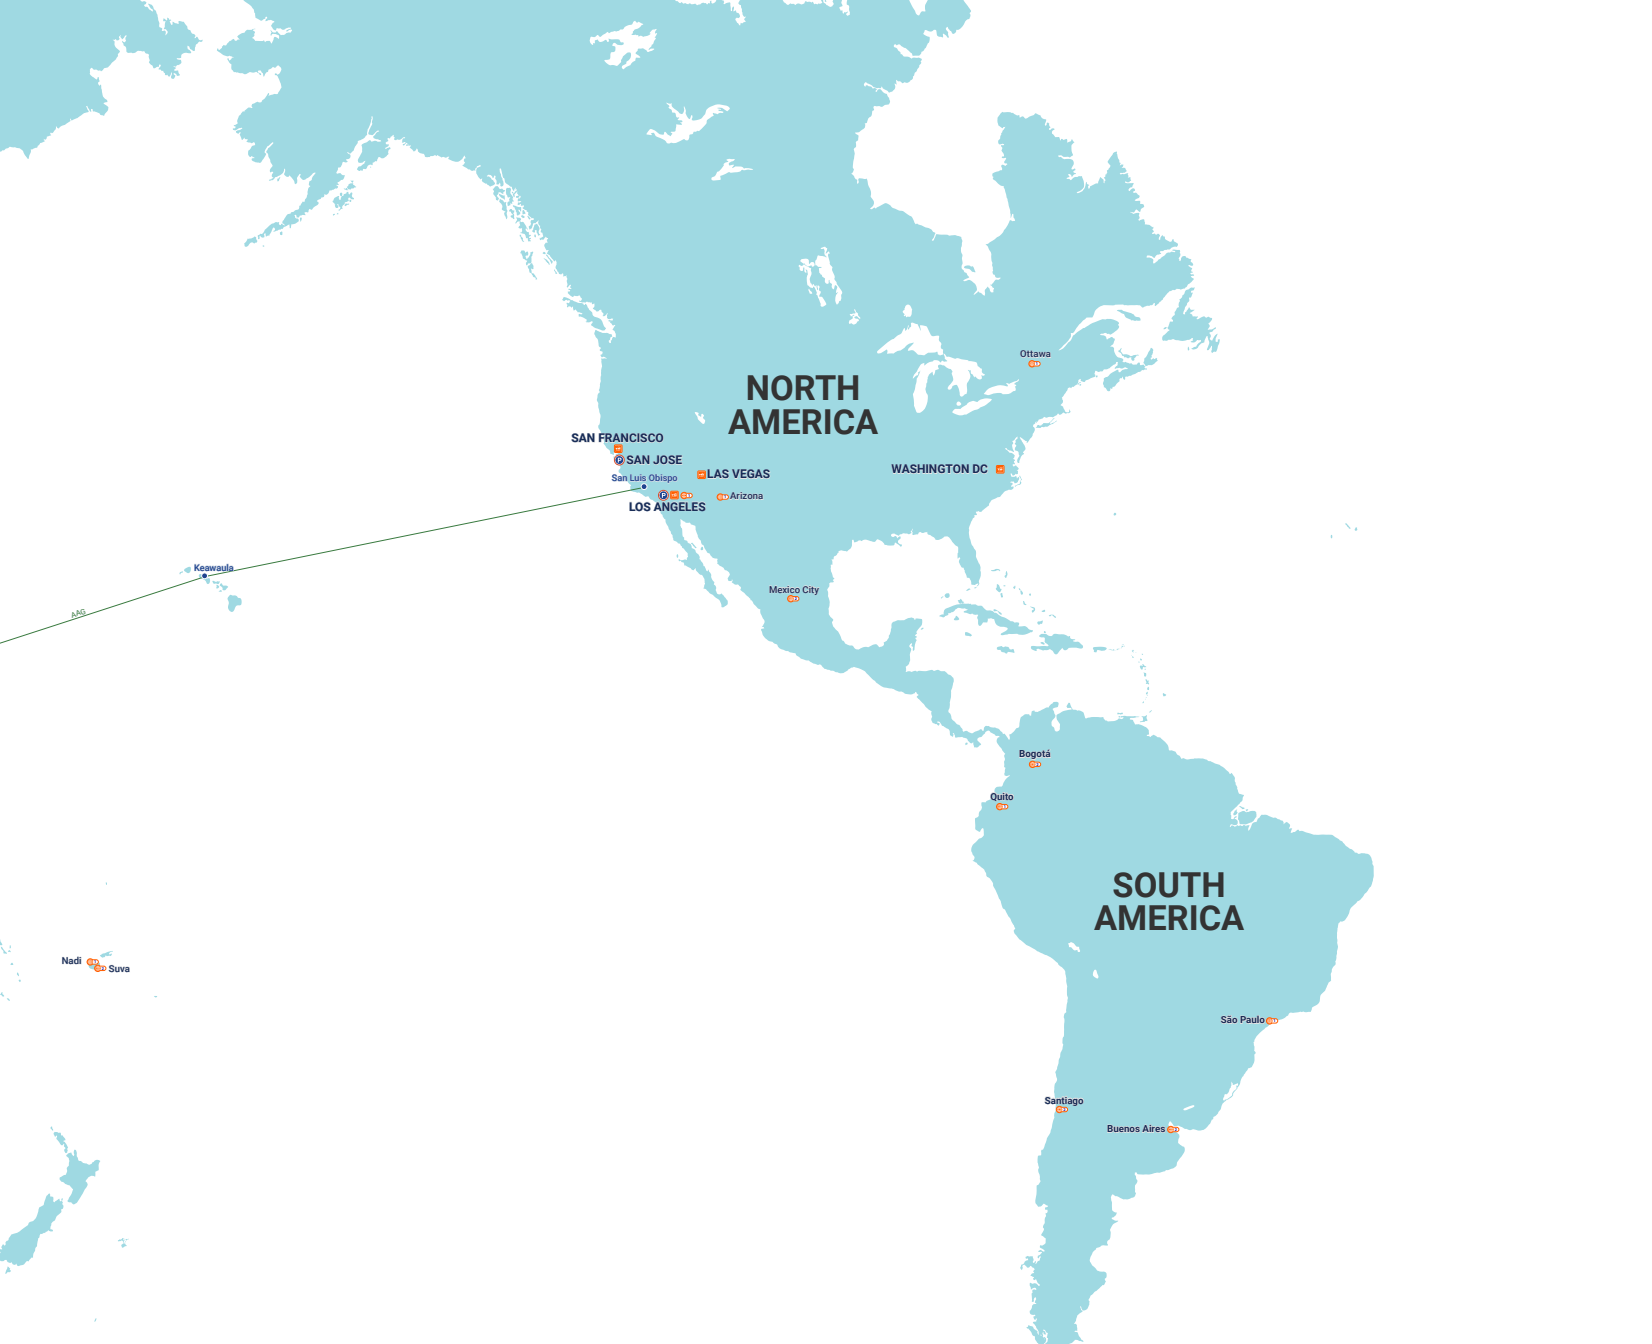 Ottawa
NORTH
AMERICA
SAN FRANCISCO
SAN JOSE
WASHINGTON DC
LAS VEGAS
San Luis Obispo
Arizona
LOS ANGELES
Keawaula
Mexico City
AAG
Bogotá
Quito
SOUTH
AMERICA
Nadi
Suva
São Paulo
Santiago
Buenos Aires